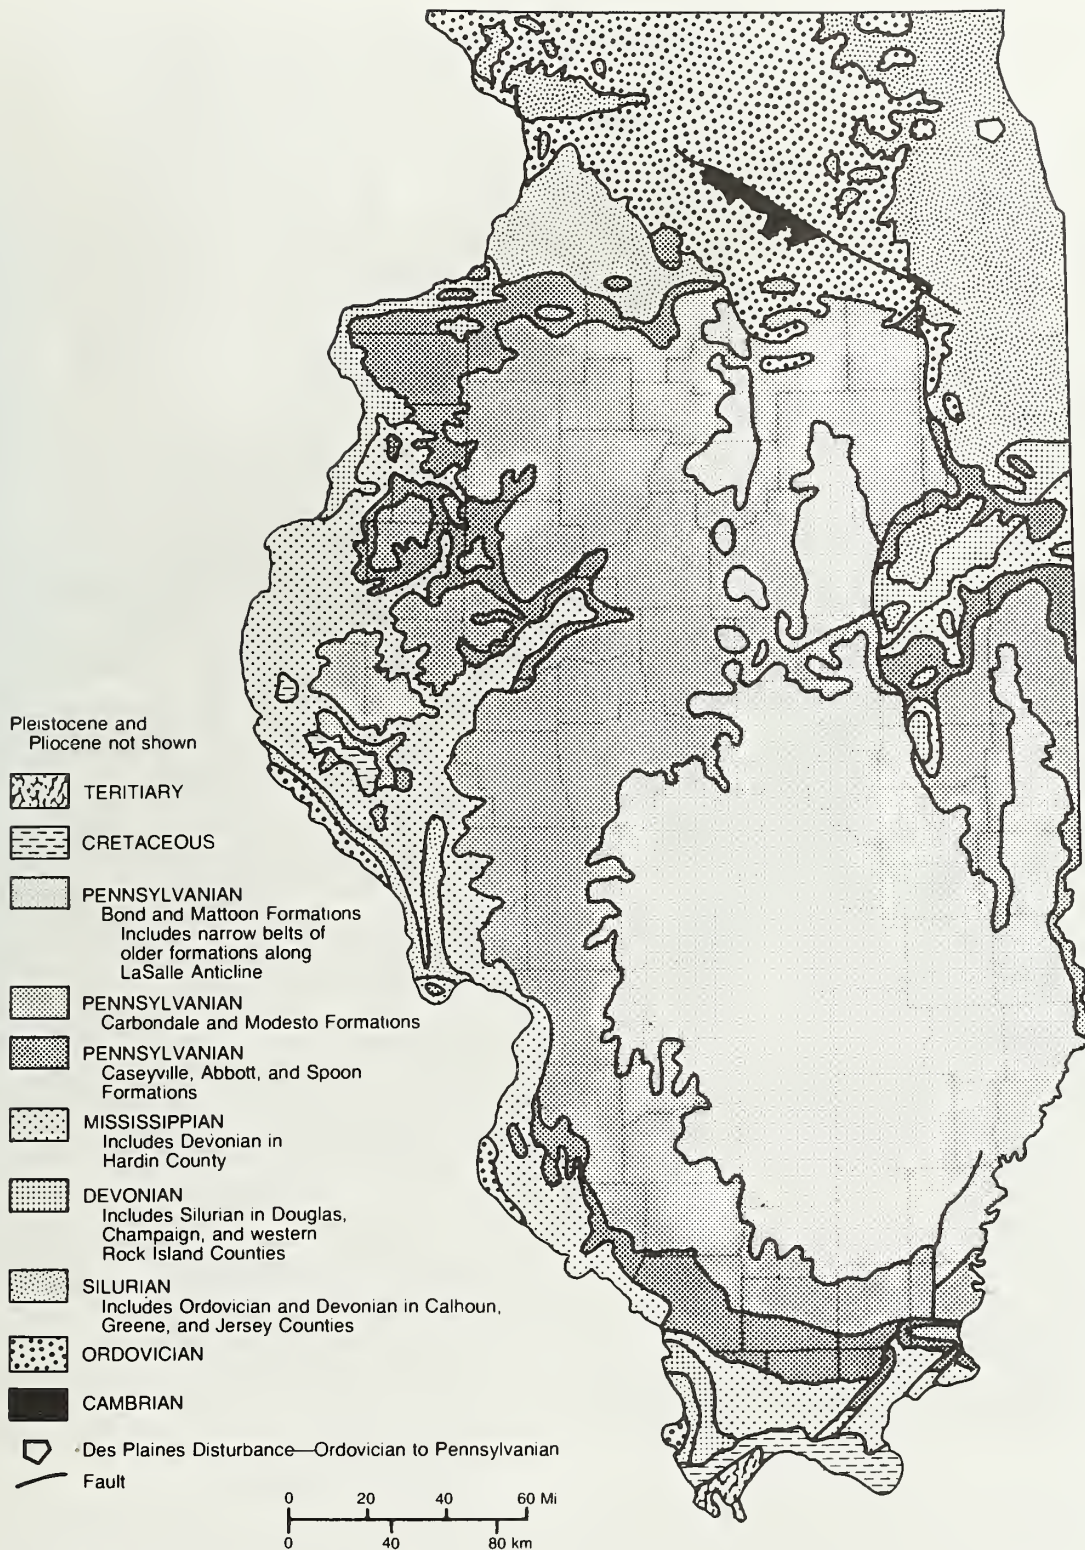 Pleistocene and
Pliocene not shown
TERITIARY
CRETACEOUS
PENNSYLVANIAN
Bond and Mattoon Formations
Includes narrow belts of
older formations along
LaSalle Anticline
PENNSYLVANIAN
Carbondale and Modesto Formations
PENNSYLVANIAN
Caseyville, Abbott, and Spoon
Formations
MISSISSIPPIAN
Includes Devonian in
Hardin County
DEVONIAN
Includes Silurian in Douglas,
Champaign, and western
Rock Island Counties
SILURIAN
Includes Ordovician and Devonian in Calhoun,
Greene, and Jersey Counties
ORDOVICIAN
CAMBRIAN
Des Plaines Disturbance—Ordovician to Pennsylvanian
Fault
0 20 40 60 Mi
0 40 80 km